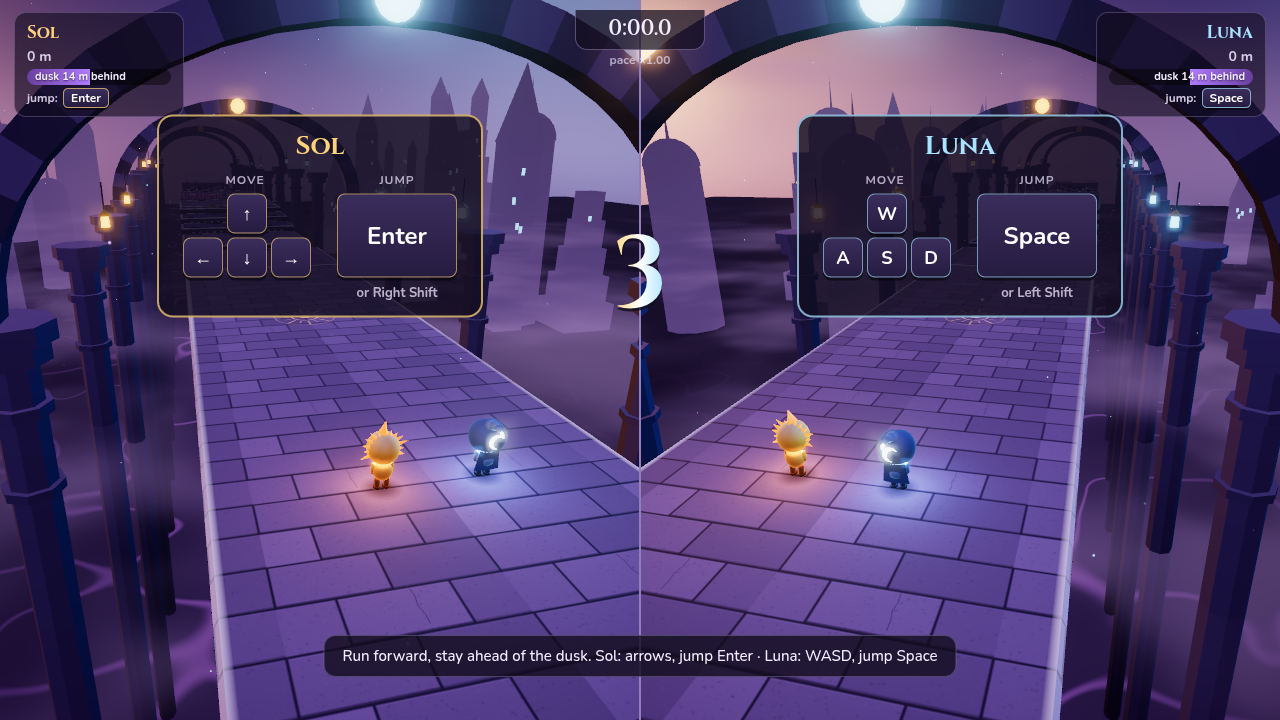 SOL
0 m
dusk 14 m behind
jump: Enter
0:00.0
pace ×1.00
LUNA
0 m
dusk 14 m behind
jump: Space
SOL
MOVE
JUMP
↑
← ↓ →
Enter
or Right Shift
3
LUNA
MOVE
JUMP
W
A S D
Space
or Left Shift
Run forward, stay ahead of the dusk. Sol: arrows, jump Enter · Luna: WASD, jump Space